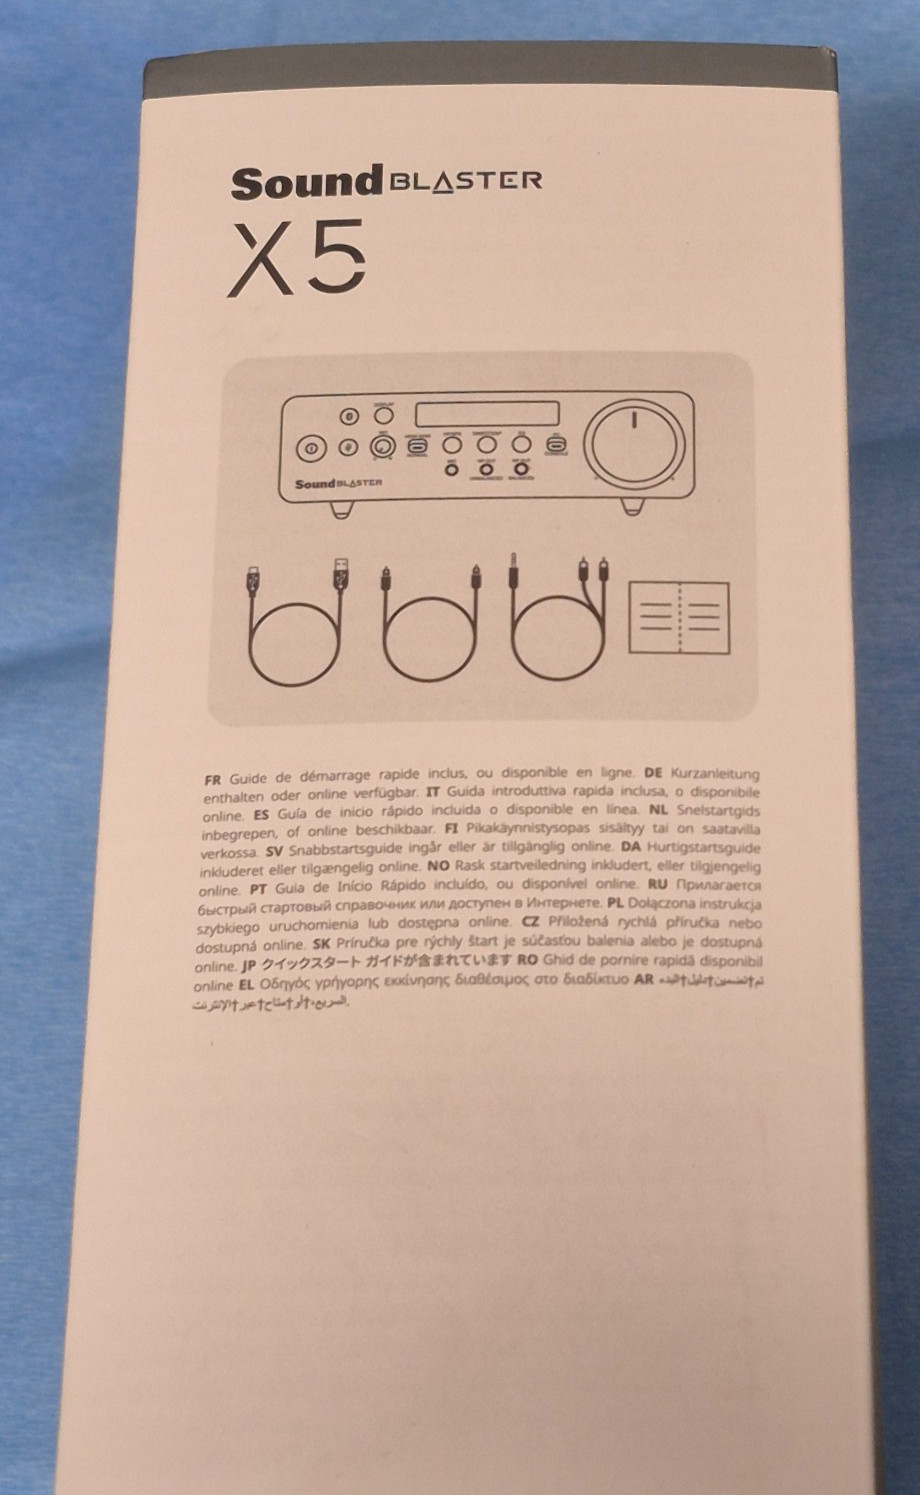 Sound BLASTER
X5
DISPLAY
Sound BLASTER
FR Guide de démarrage rapide inclus, ou disponible en ligne. DE Kurzanleitung
enthalten oder online verfügbar. IT Guida introduttiva rapida inclusa, o disponibile
online. ES Guía de inicio rápido incluida o disponible en línea. NL Snelstartgids
inbegrepen, of online beschikbaar. FI Pikakäynnistysopas sisältyy tai on saatavilla
verkossa. SV Snabbstartsguide ingår eller är tillgänglig online. DA Hurtigstartsguide
inkluderet eller tilgængelig online. NO Rask startveiledning inkludert, eller tilgjengelig
online. PT Guia de Início Rápido incluído, ou disponível online. RU Прилагается
быстрый стартовый справочник или доступен в Интернете. PL Dołączona instrukcja
szybkiego uruchomienia lub dostępna online. CZ Přiložená rychlá příručka nebo
dostupná online. SK Príručka pre rýchly štart je súčasťou balenia alebo je dostupná
online. JP クイックスタート ガイドが含まれています RO Ghid de pornire rapidă disponibil
online EL Οδηγός γρήγορης εκκίνησης διαθέσιμος στο διαδίκτυο AR